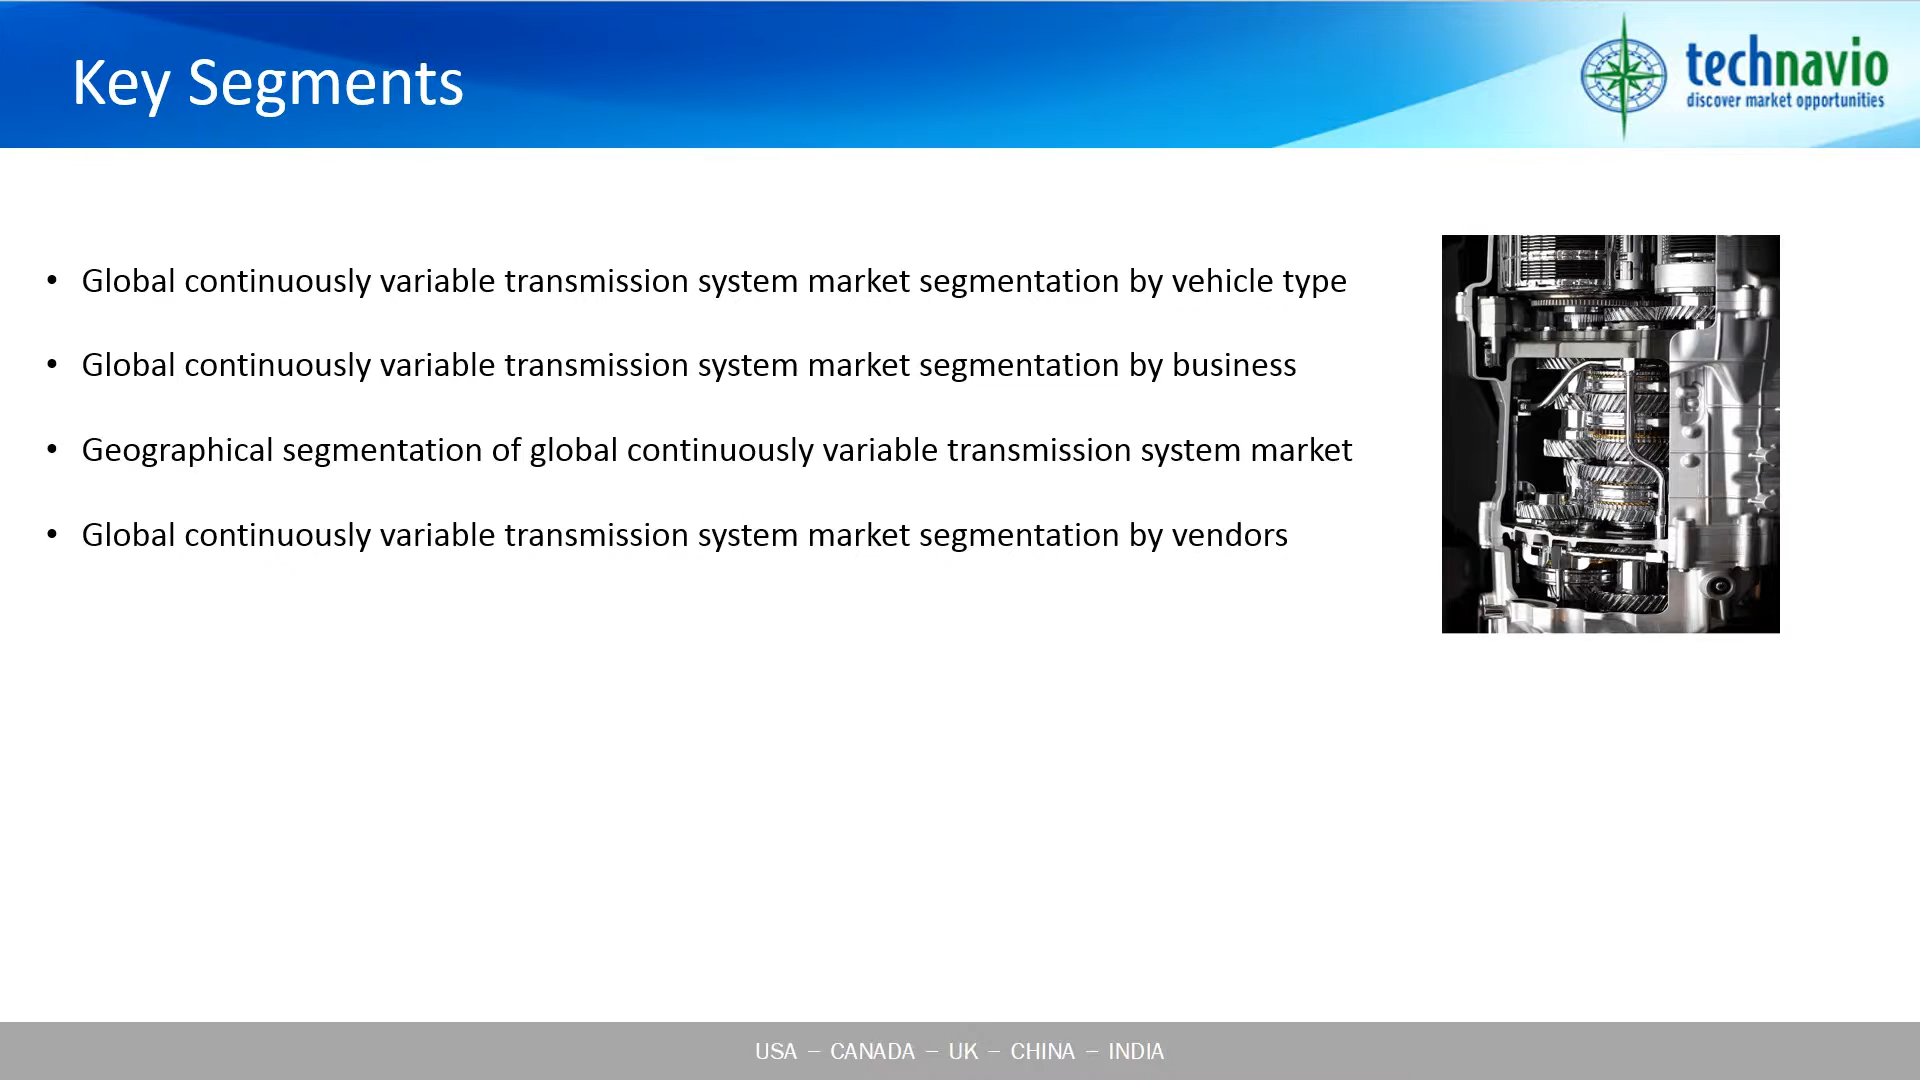 Key Segments
technavio
discover market opportunities
• Global continuously variable transmission system market segmentation by vehicle type
• Global continuously variable transmission system market segmentation by business
• Geographical segmentation of global continuously variable transmission system market
• Global continuously variable transmission system market segmentation by vendors
USA – CANADA – UK – CHINA – INDIA